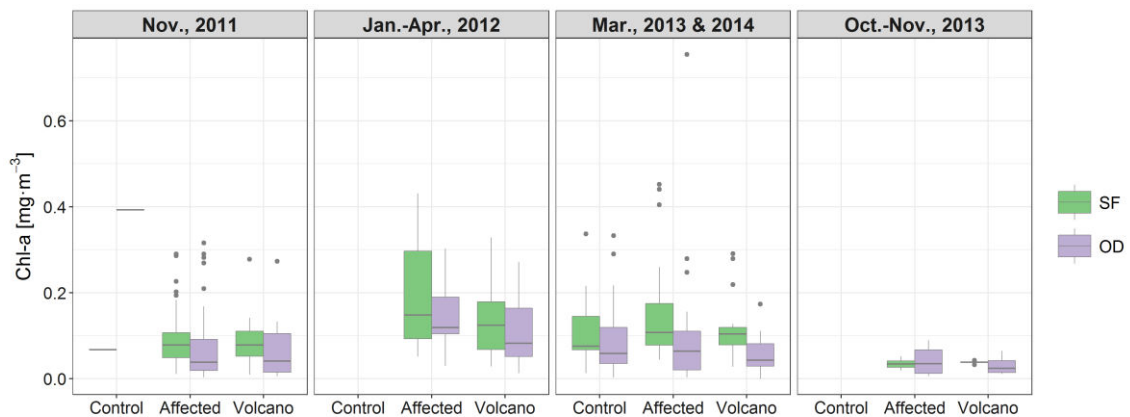 Nov., 2011
Jan.-Apr., 2012
Mar., 2013 & 2014
Oct.-Nov., 2013
Chl-a [mg·m⁻³]
0.6
0.4
0.2
0.0
SF
OD
Control Affected Volcano
Control Affected Volcano
Control Affected Volcano
Control Affected Volcano